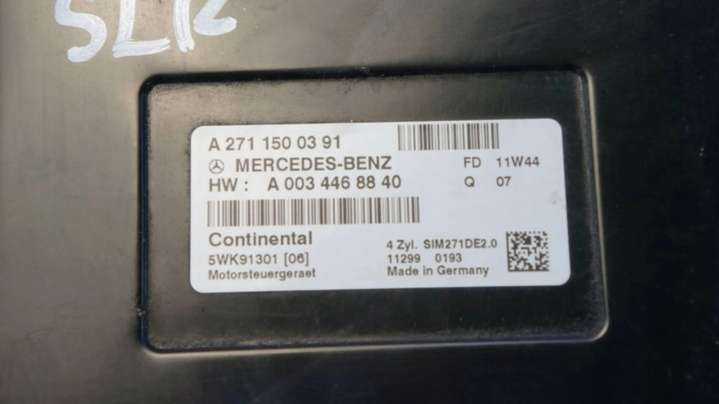 A 271 150 03 91
MERCEDES-BENZ FD 11W44
HW : A 003 446 88 40 Q 07
Continental 4 Zyl. SIM271DE2.0
5WK91301 [06] 11299 0193
Motorsteuergeraet Made in Germany